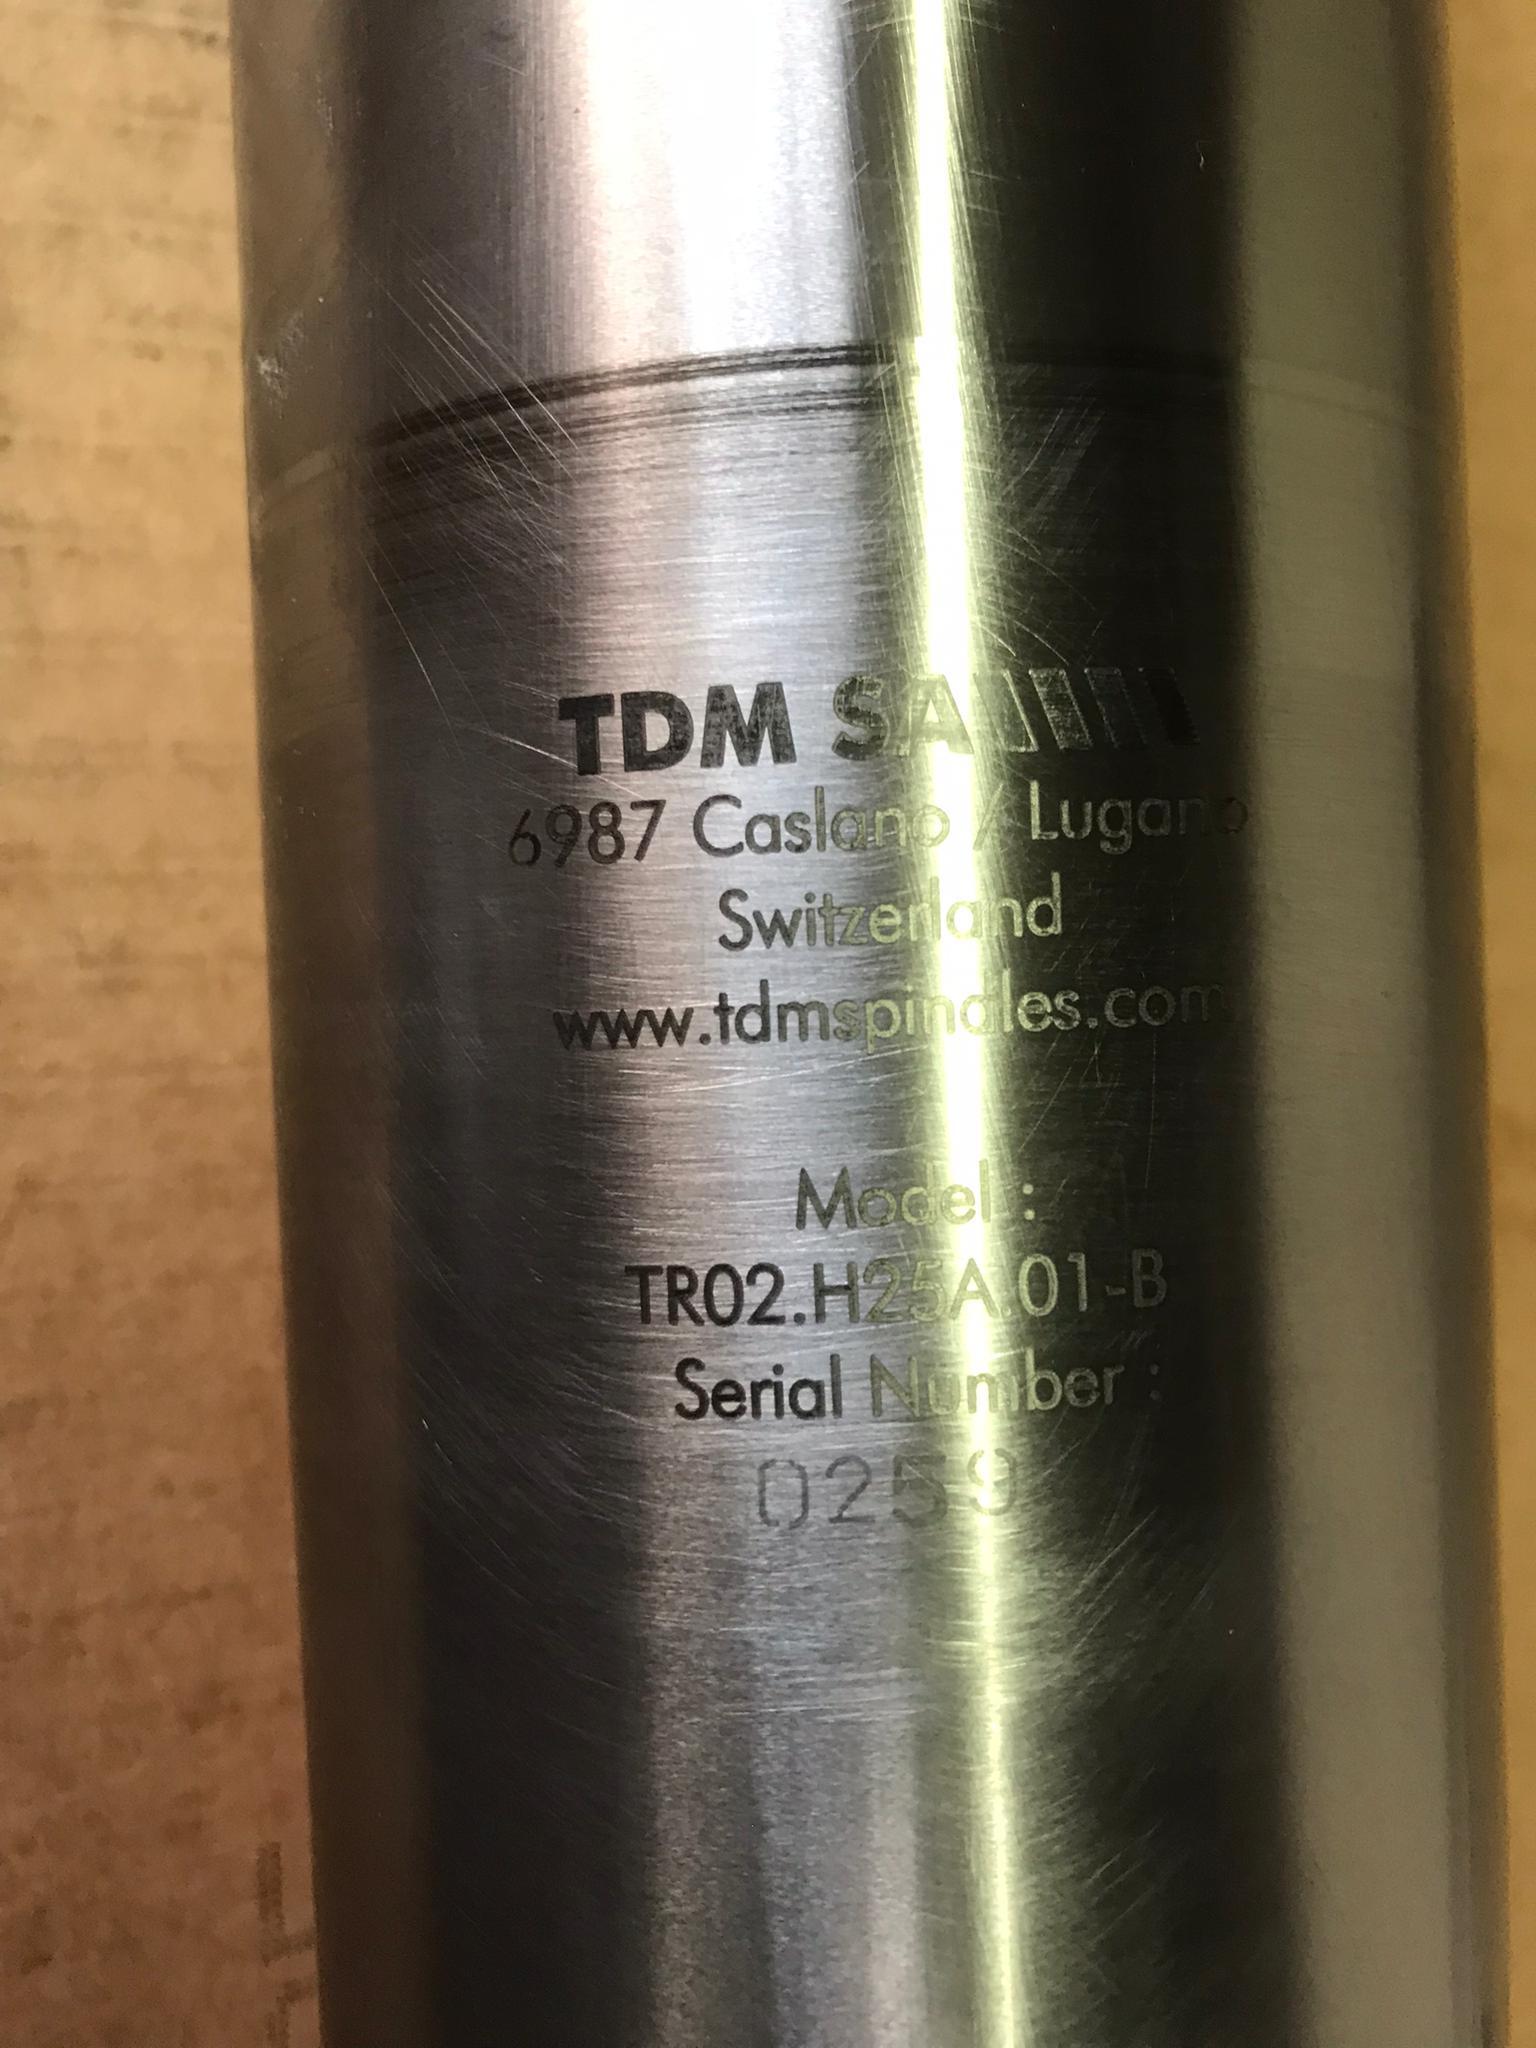 TDM SA
6987 Caslano / Lugano
Switzerland
www.tdmspindles.com
Model :
TR02.H25A.01-B
Serial Number :
0259